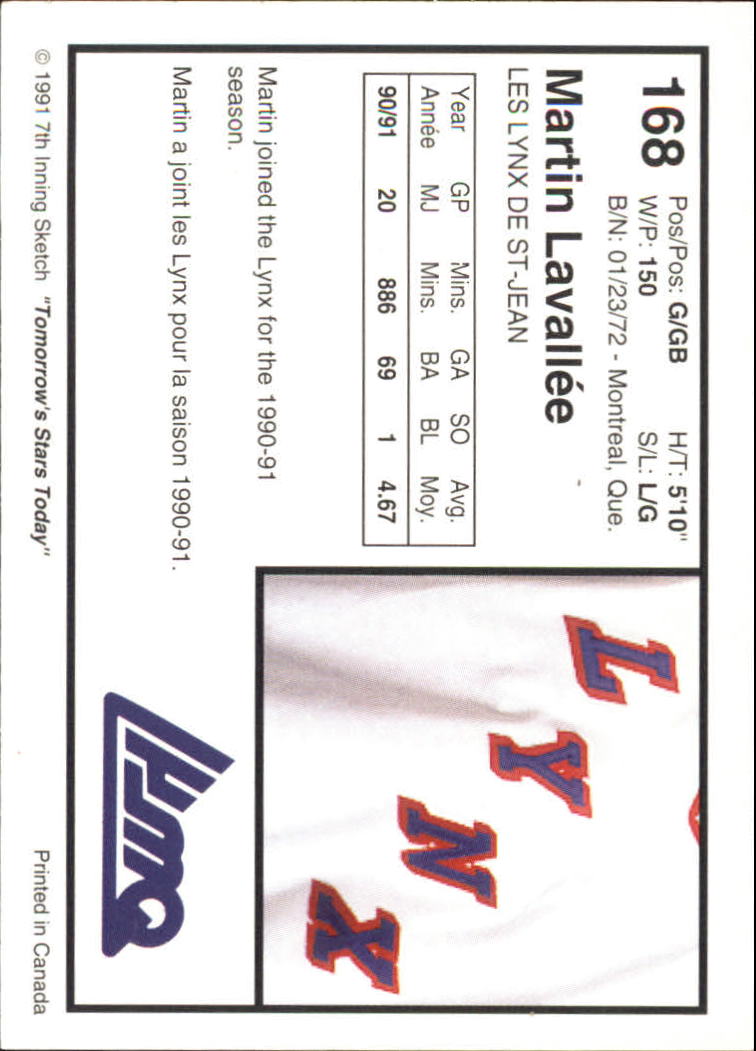 168
Pos/Pos: G/GB H/T: 5'10"
W/P: 150 S/L: L/G
B/N: 01/23/72 - Montreal, Que.
Martin Lavallée
LES LYNX DE ST-JEAN
Year GP Mins. GA SO Avg.
Année MJ Mins. BA BL Moy.
90/91 20 886 69 1 4.67
Martin joined the Lynx for the 1990-91
season.
Martin a joint les Lynx pour la saison 1990-91.
LYNX
LHJMQ
© 1991 7th Inning Sketch "Tomorrow's Stars Today" Printed in Canada